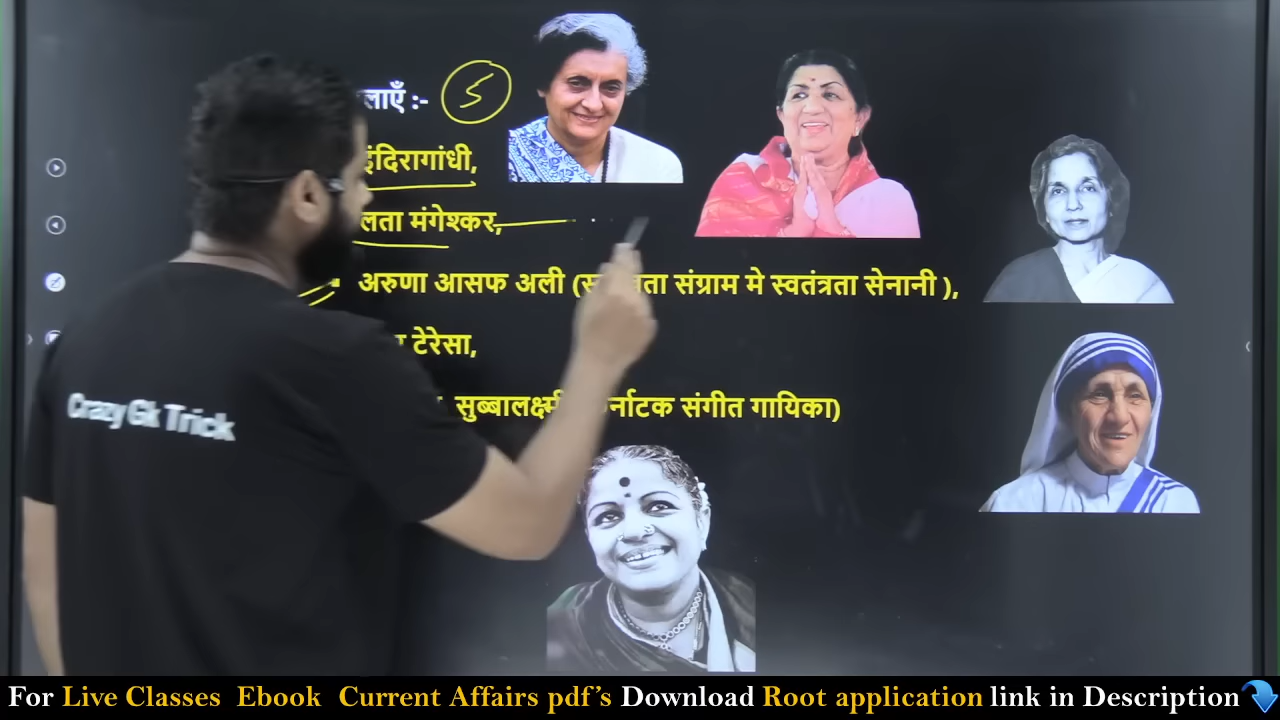 लाएँ :- 5
इंदिरागांधी,
लता मंगेश्कर,
अरुणा आसफ अली (स संग्राम मे स्वतंत्रता सेनानी ),
टेरेसा,
सुब्बालक्ष्मी संगीत गायिका)
Crazy Gk Trick
For Live Classes Ebook Current Affairs pdf's Download Root application link in Description